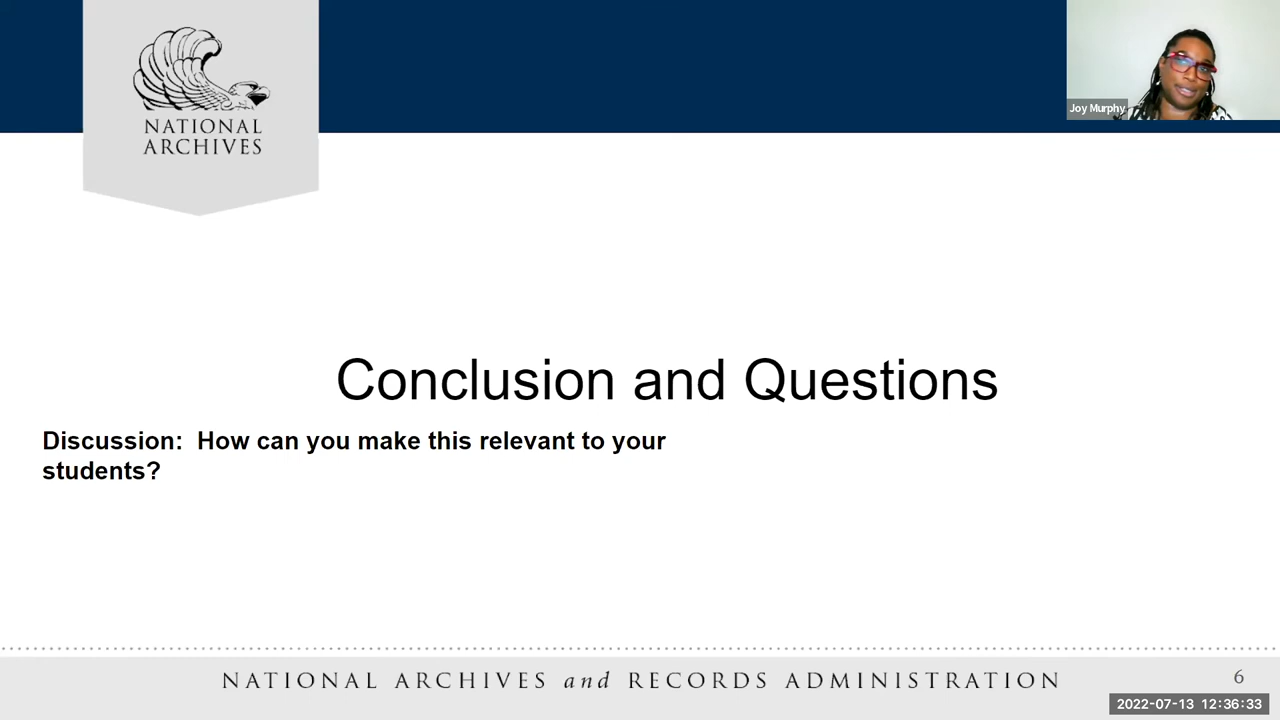 NATIONAL
ARCHIVES
Joy Murphy
Conclusion and Questions
Discussion:  How can you make this relevant to your
students?
NATIONAL ARCHIVES and RECORDS ADMINISTRATION
6
2022-07-13 12:36:33